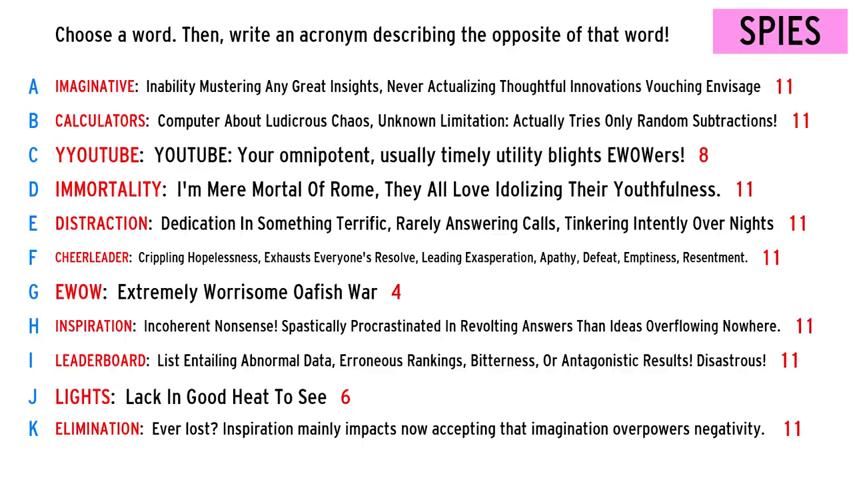 Choose a word. Then, write an acronym describing the opposite of that word!
SPIES
A IMAGINATIVE: Inability Mustering Any Great Insights, Never Actualizing Thoughtful Innovations Vouching Envisage 11
B CALCULATORS: Computer About Ludicrous Chaos, Unknown Limitation: Actually Tries Only Random Subtractions! 11
C YYOUTUBE: YOUTUBE: Your omnipotent, usually timely utility blights EWOWers! 8
D IMMORTALITY: I'm Mere Mortal Of Rome, They All Love Idolizing Their Youthfulness. 11
E DISTRACTION: Dedication In Something Terrific, Rarely Answering Calls, Tinkering Intently Over Nights 11
F CHEERLEADER: Crippling Hopelessness, Exhausts Everyone's Resolve, Leading Exasperation, Apathy, Defeat, Emptiness, Resentment. 11
G EWOW: Extremely Worrisome Oafish War 4
H INSPIRATION: Incoherent Nonsense! Spastically Procrastinated In Revolting Answers Than Ideas Overflowing Nowhere. 11
I LEADERBOARD: List Entailing Abnormal Data, Erroneous Rankings, Bitterness, Or Antagonistic Results! Disastrous! 11
J LIGHTS: Lack In Good Heat To See 6
K ELIMINATION: Ever lost? Inspiration mainly impacts now accepting that imagination overpowers negativity. 11